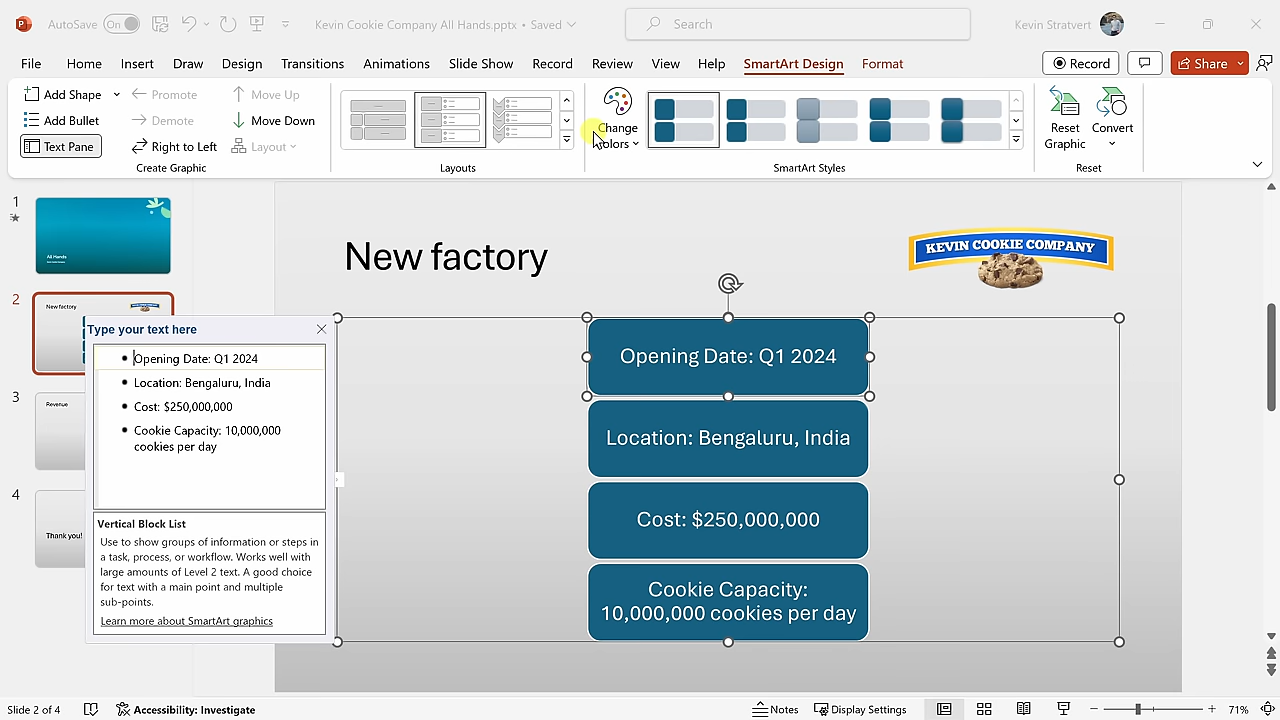 AutoSave On
Kevin Cookie Company All Hands.pptx • Saved
Search
Kevin Stratvert
File Home Insert Draw Design Transitions Animations Slide Show Record Review View Help SmartArt Design Format
Record
Share
Add Shape Promote Move Up
Add Bullet Demote Move Down
Text Pane Right to Left Layout
Create Graphic
Layouts
Change
Colors
SmartArt Styles
Reset
Graphic
Convert
Reset
1
All Hands
2
New factory
3
Revenue
4
Thank you!
Type your text here
• Opening Date: Q1 2024
• Location: Bengaluru, India
• Cost: $250,000,000
• Cookie Capacity: 10,000,000
cookies per day
Vertical Block List
Use to show groups of information or steps in
a task, process, or workflow. Works well with
large amounts of Level 2 text. A good choice
for text with a main point and multiple
sub-points.
Learn more about SmartArt graphics
New factory
KEVIN COOKIE COMPANY
Opening Date: Q1 2024
Location: Bengaluru, India
Cost: $250,000,000
Cookie Capacity:
10,000,000 cookies per day
Slide 2 of 4
Accessibility: Investigate
Notes
Display Settings
71%